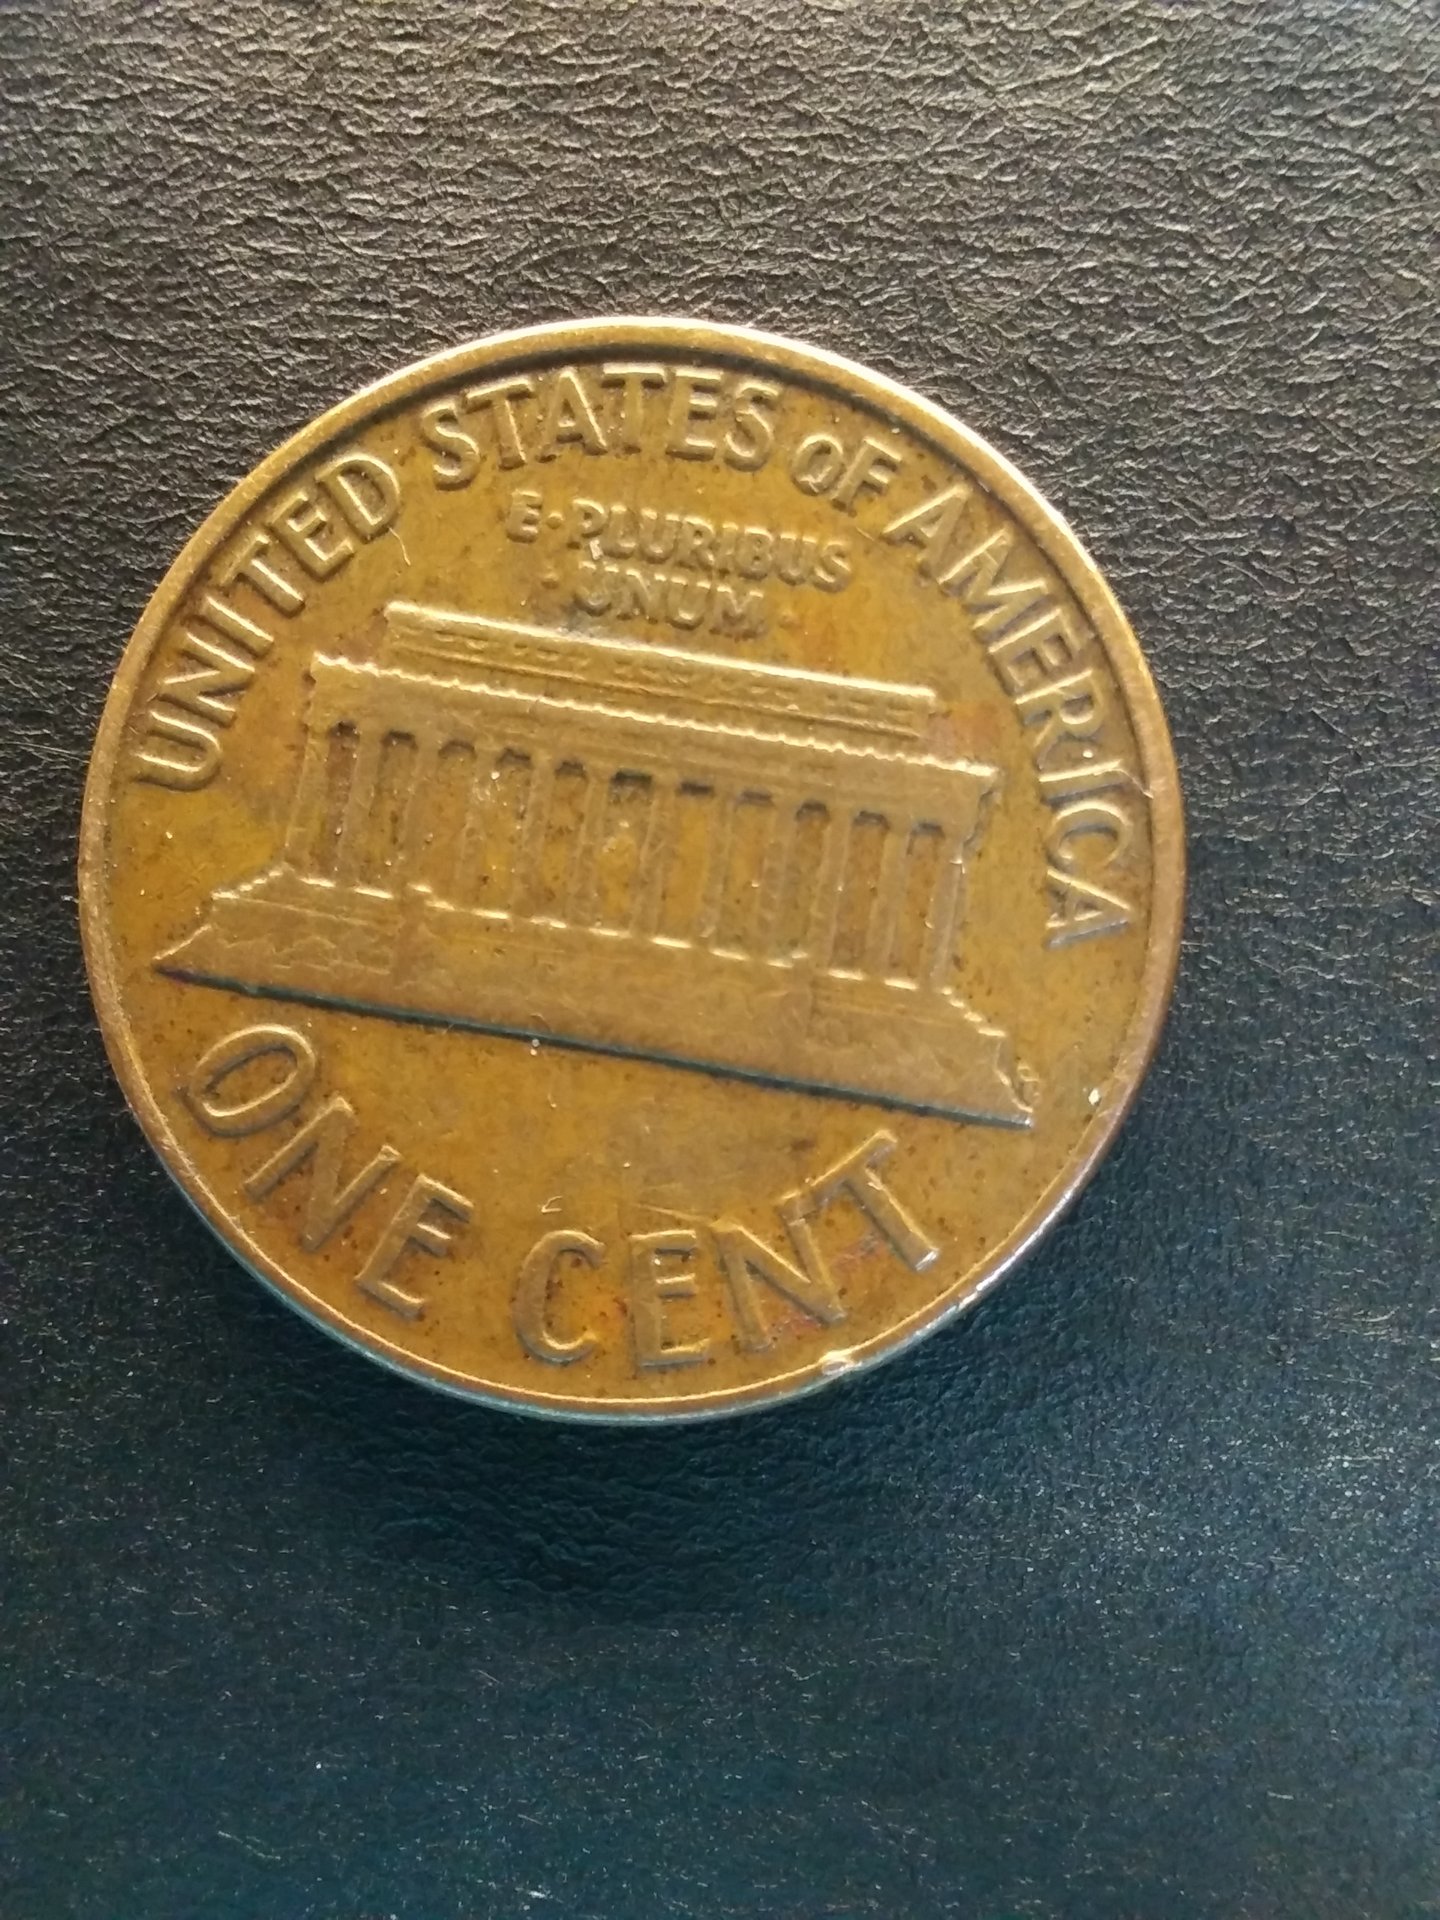 UNITED STATES OF AMERICA
E·PLURIBUS
·UNUM·
ONE CENT